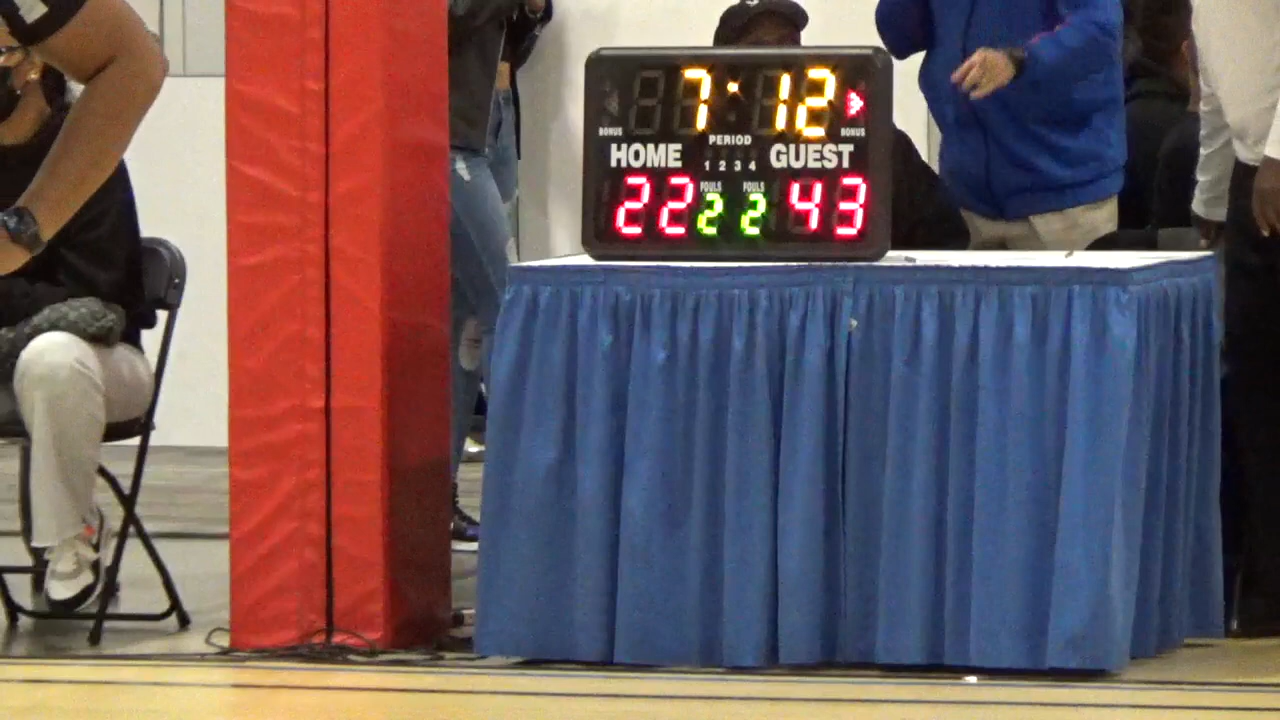 7:12
BONUS PERIOD BONUS
HOME 1 2 3 4 GUEST
FOULS FOULS
22 2 2 43